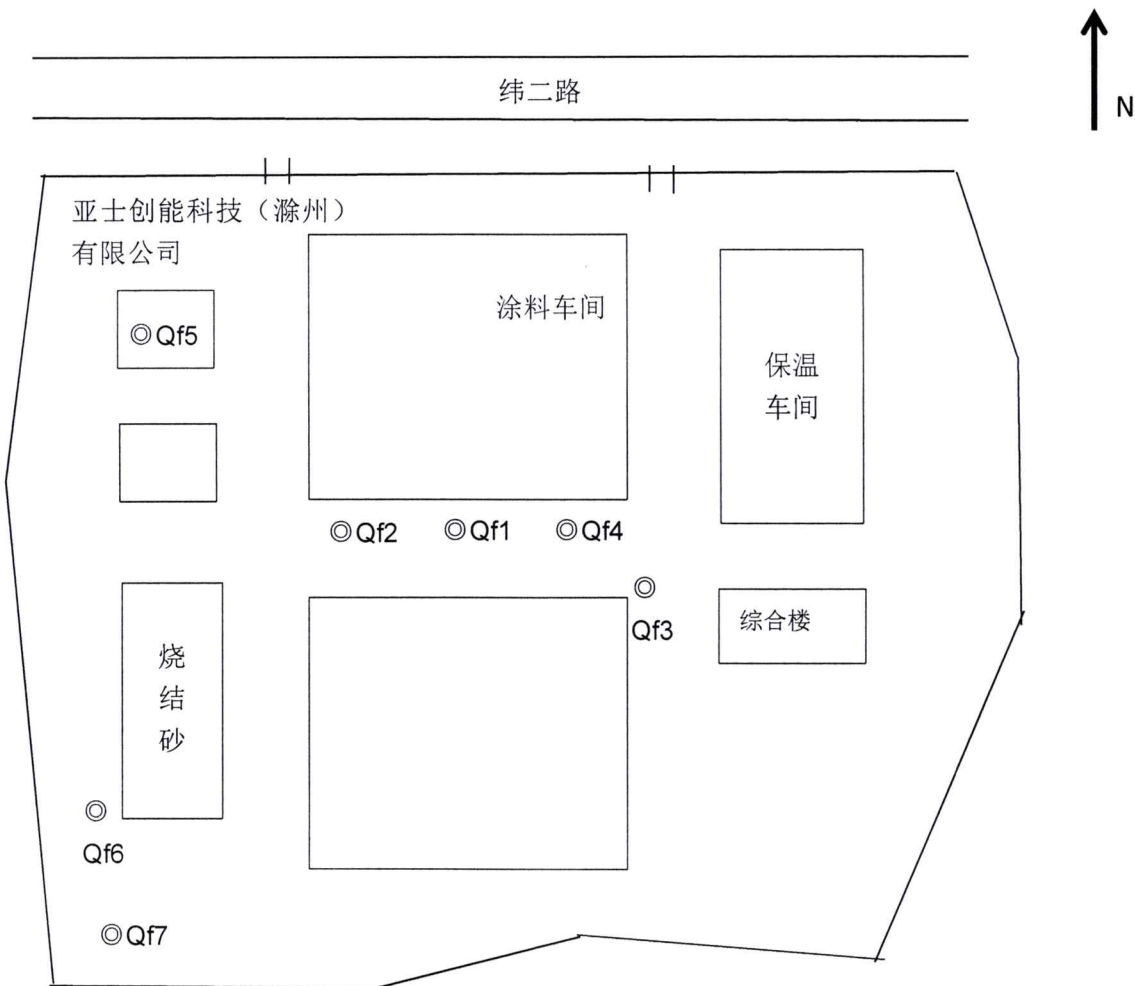 N
纬二路
亚士创能科技（滁州）
有限公司
涂料车间
Qf5
保温
车间
Qf2
Qf1
Qf4
Qf3
综合楼
烧
结
砂
Qf6
Qf7